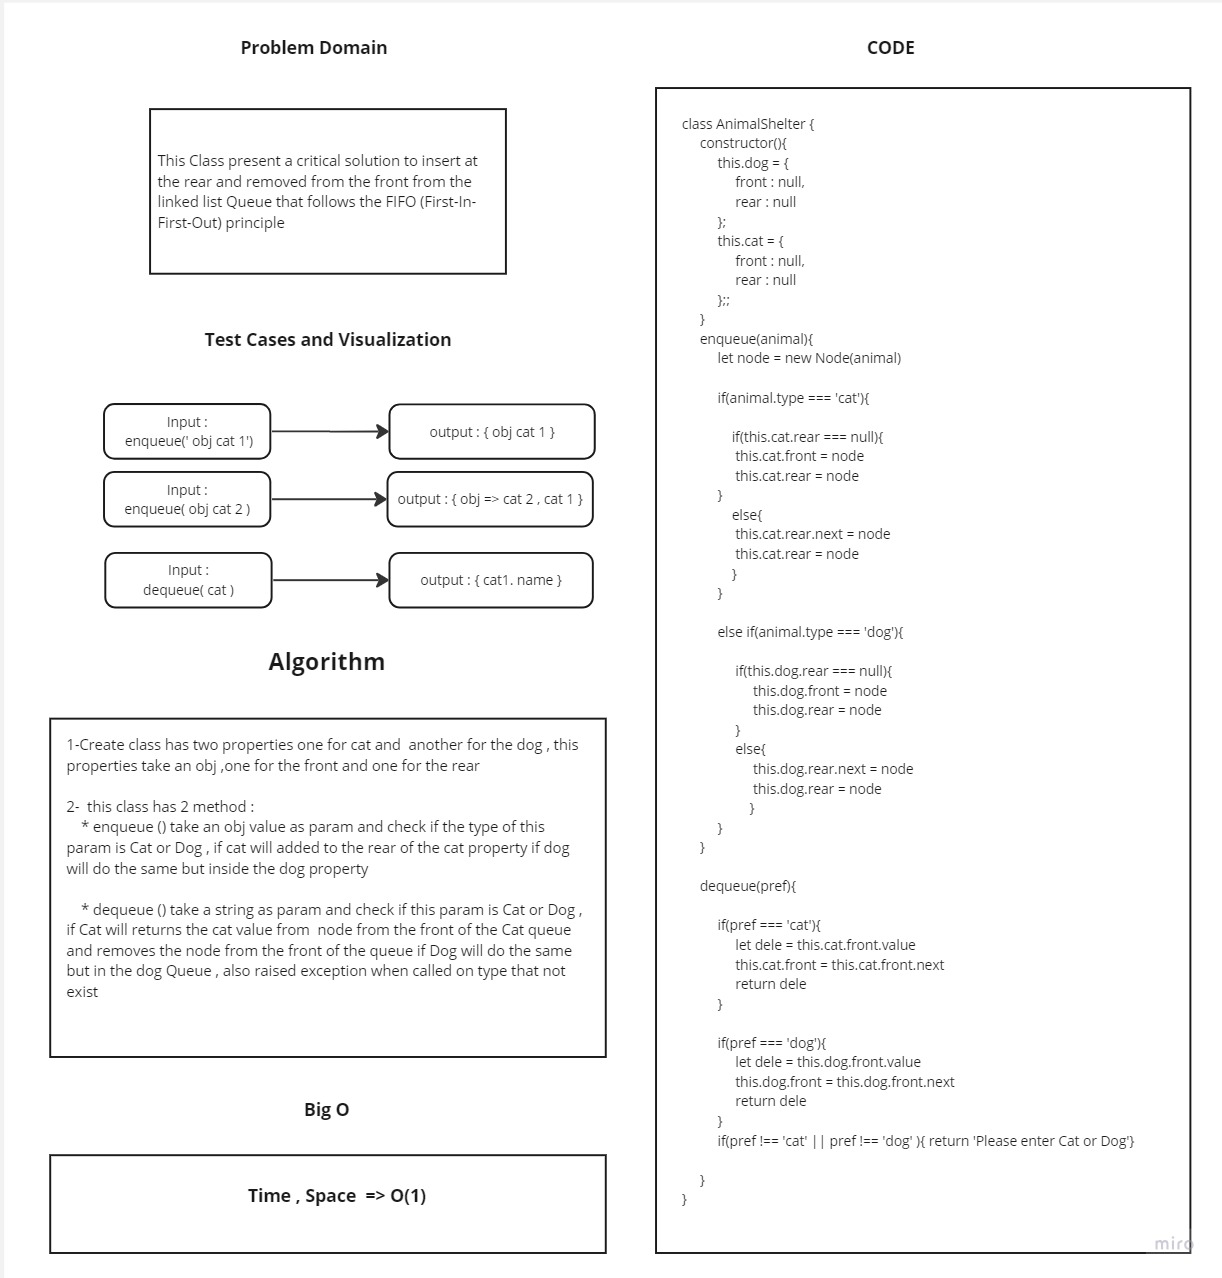 Problem Domain
This Class present a critical solution to insert at
the rear and removed from the front from the
linked list Queue that follows the FIFO (First-In-
First-Out) principle
Test Cases and Visualization
Input :
enqueue(' obj cat 1')
output : { obj cat 1 }
Input :
enqueue( obj cat 2 )
output : { obj => cat 2 , cat 1 }
Input :
dequeue( cat )
output : { cat1. name }
Algorithm
1-Create class has two properties one for cat and  another for the dog , this
properties take an obj ,one for the front and one for the rear
2-  this class has 2 method :
* enqueue () take an obj value as param and check if the type of this
param is Cat or Dog , if cat will added to the rear of the cat property if dog
will do the same but inside the dog property
* dequeue () take a string as param and check if this param is Cat or Dog ,
if Cat will returns the cat value from  node from the front of the Cat queue
and removes the node from the front of the queue if Dog will do the same
but in the dog Queue , also raised exception when called on type that not
exist
Big O
Time , Space  => O(1)
CODE
class AnimalShelter {
constructor(){
this.dog = {
front : null,
rear : null
};
this.cat = {
front : null,
rear : null
};;
}
enqueue(animal){
let node = new Node(animal)
if(animal.type === 'cat'){
if(this.cat.rear === null){
this.cat.front = node
this.cat.rear = node
}
else{
this.cat.rear.next = node
this.cat.rear = node
}
}
else if(animal.type === 'dog'){
if(this.dog.rear === null){
this.dog.front = node
this.dog.rear = node
}
else{
this.dog.rear.next = node
this.dog.rear = node
}
}
}
dequeue(pref){
if(pref === 'cat'){
let dele = this.cat.front.value
this.cat.front = this.cat.front.next
return dele
}
if(pref === 'dog'){
let dele = this.dog.front.value
this.dog.front = this.dog.front.next
return dele
}
if(pref !== 'cat' || pref !== 'dog' ){ return 'Please enter Cat or Dog'}
}
}
miro